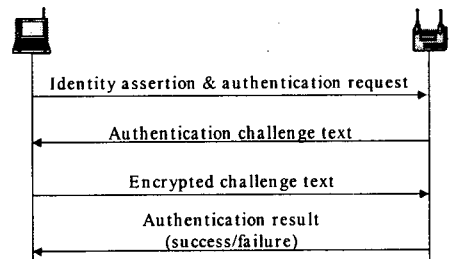 Identity assertion & authentication request
Authentication challenge text
Encrypted challenge text
Authentication result
(success/failure)